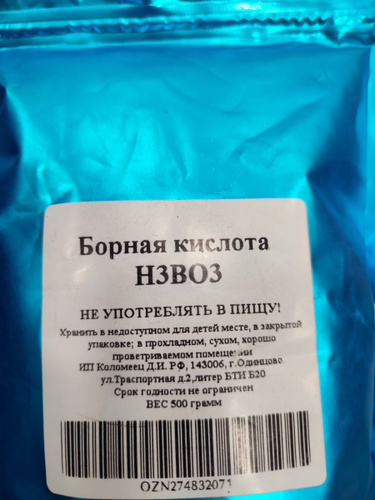 Борная кислота
H3BO3
НЕ УПОТРЕБЛЯТЬ В ПИЩУ!
Хранить в недоступном для детей месте, в закрытой
упаковке; в прохладном, сухом, хорошо
проветриваемом помещении
ИП Коломеец Д.И. РФ, 143006, г.Одинцово
ул.Траспортная д.2,литер БТИ Б20
Срок годности не ограничен
ВЕС 500 грамм
OZN274832071